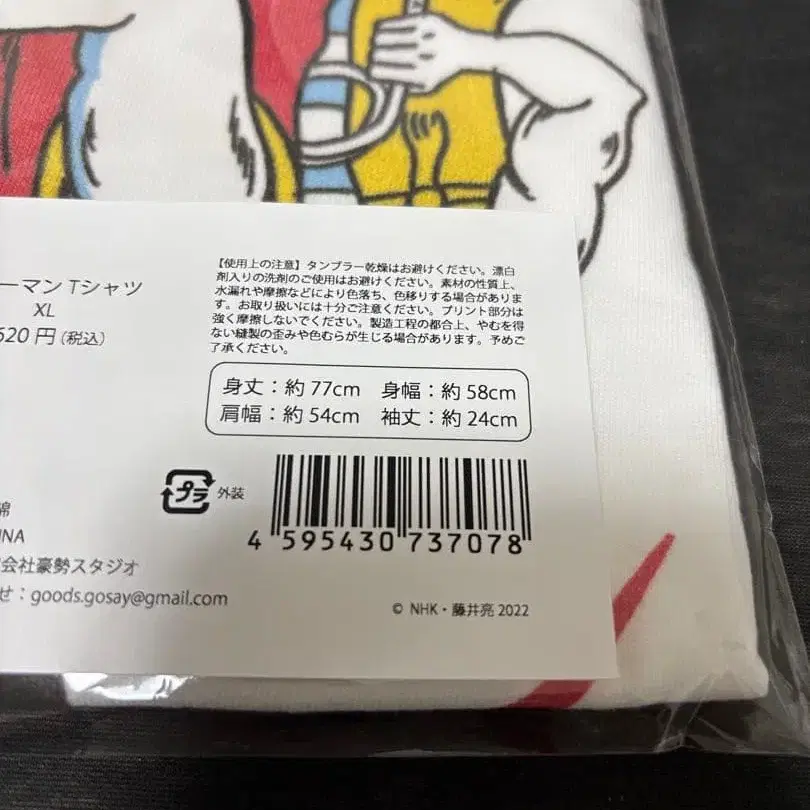 ーマン Tシャツ
XL
620 円 (税込)
【使用上の注意】タンブラー乾燥はお避けください。漂白
剤入りの洗剤のご使用はお避けください。素材の性質上、
水漏れや摩擦などにより色落ち、色移りする場合がありま
す。お取り扱いには十分ご注意ください。プリント部分は
強く摩擦しないでください。製造工程の都合上、やむを得
ない縫製の歪みや色むらが生じる場合があります。予めご
了承ください。
身丈：約 77cm 身幅：約 58cm
肩幅：約 54cm 袖丈：約 24cm
プラ 外装
4 595430 737078
綿
INA
会社豪勢スタジオ
せ：goods.gosay@gmail.com
© NHK・藤井亮 2022